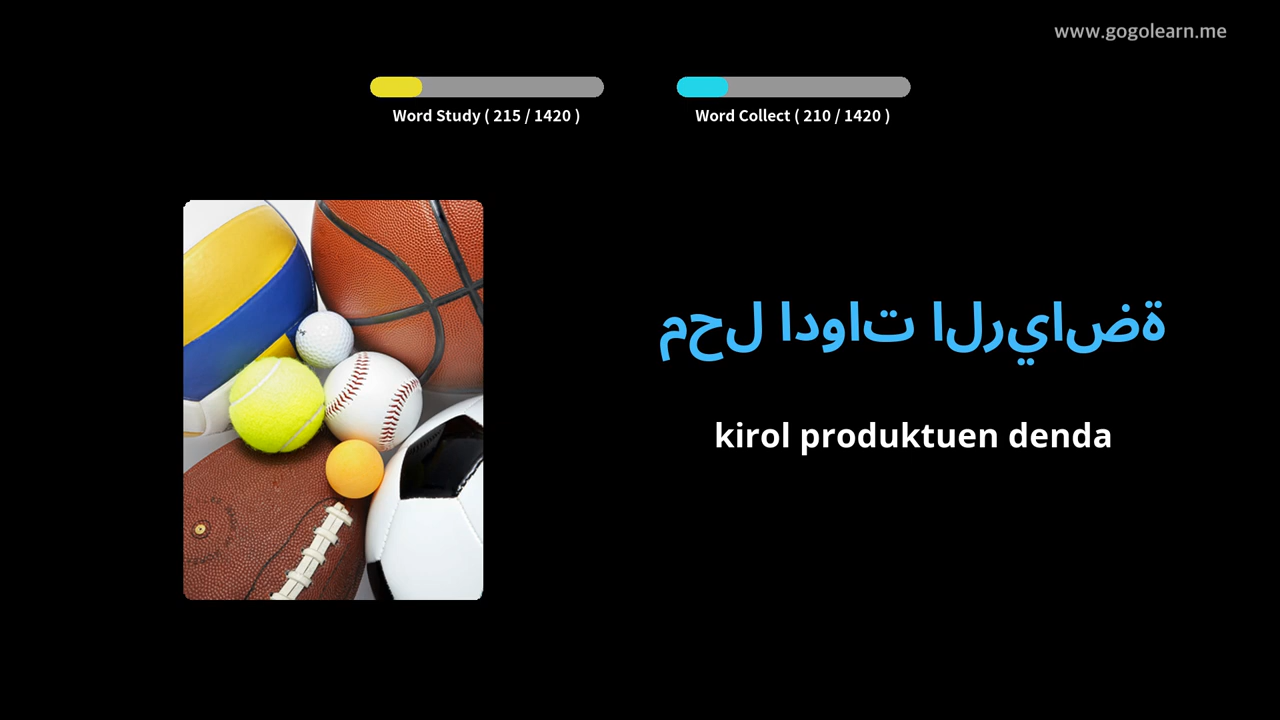 www.gogolearn.me
Word Study ( 215 / 1420 )
Word Collect ( 210 / 1420 )
محل ادوات الرياضة
kirol produktuen denda